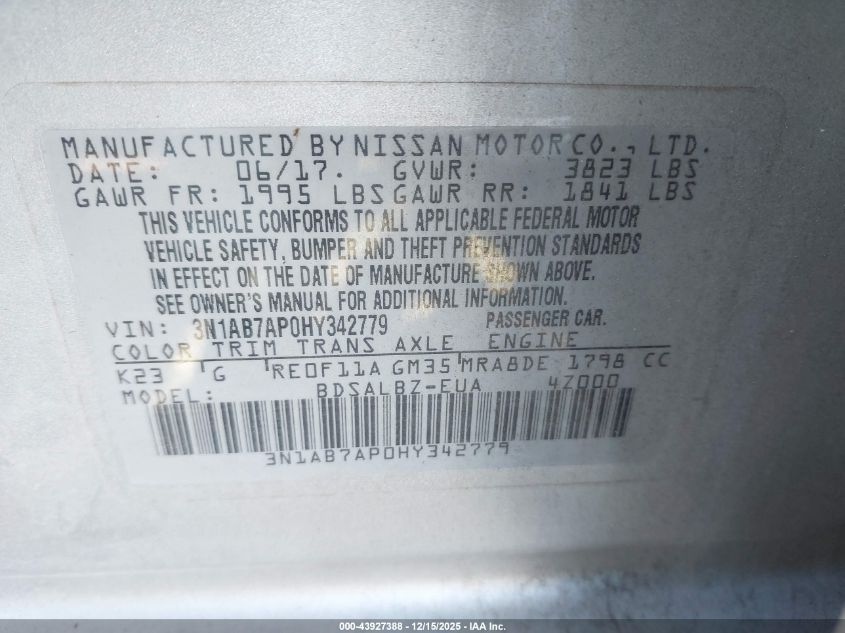 MANUFACTURED BY NISSAN MOTOR CO., LTD.
DATE: 06/17. GVWR: 3823 LBS
GAWR FR: 1995 LBS GAWR RR: 1841 LBS
THIS VEHICLE CONFORMS TO ALL APPLICABLE FEDERAL MOTOR
VEHICLE SAFETY, BUMPER AND THEFT PREVENTION STANDARDS
IN EFFECT ON THE DATE OF MANUFACTURE SHOWN ABOVE.
SEE OWNER'S MANUAL FOR ADDITIONAL INFORMATION.
VIN: 3N1AB7AP0HY342779 PASSENGER CAR.
COLOR TRIM TRANS AXLE ENGINE
K23 G RE0F11A GM35 MRA8DE 1798 CC
MODEL: BDSALBZ-EUA 4Z000
3N1AB7AP0HY342779
000-43927388 - 12/15/2025 - IAA Inc.